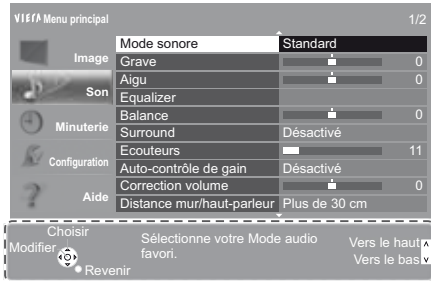 VIErA Menu principal 1/2
Image
Son
Minuterie
Configuration
Aide
Mode sonore Standard
Grave 0
Aigu 0
Equalizer
Balance 0
Surround Désactivé
Ecouteurs 11
Auto-contrôle de gain Désactivé
Correction volume 0
Distance mur/haut-parleur Plus de 30 cm
Choisir
Modifier
Revenir
Sélectionne votre Mode audio
favori.
Vers le haut
Vers le bas